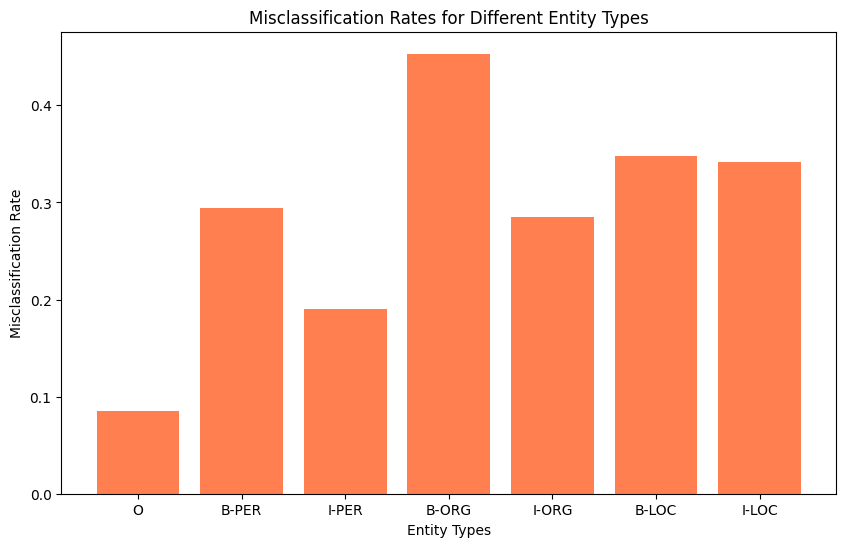 Misclassification Rates for Different Entity Types
Misclassification Rate
0.4
0.3
0.2
0.1
0.0
O B-PER I-PER B-ORG I-ORG B-LOC I-LOC
Entity Types